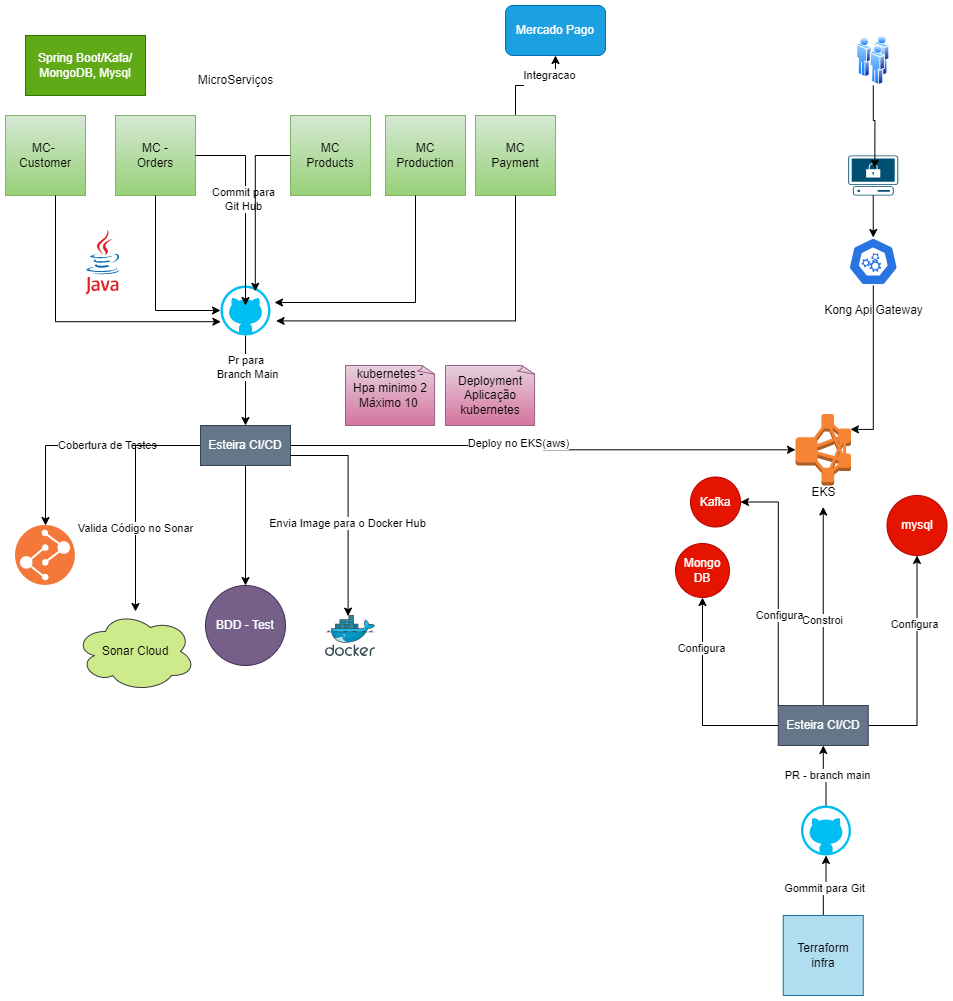 Mercado Pago
Spring Boot/Kafa/
MongoDB, Mysql
MicroServiços
Integracao
MC-
Customer
MC -
Orders
MC
Products
MC
Production
MC
Payment
Commit para
Git Hub
Java
Kong Api Gateway
Pr para
Branch Main
kubernetes -
Hpa minimo 2
Máximo 10
Deployment
Aplicação
kubernetes
Esteira CI/CD
Cobertura de Testes
Deploy no EKS(aws)
EKS
Kafka
mysql
Envia Image para o Docker Hub
Valida Código no Sonar
Mongo
DB
Configura
Constroi
Configura
Configura
BDD - Test
Sonar Cloud
docker
Esteira CI/CD
PR - branch main
Gommit para Git
Terraform
infra